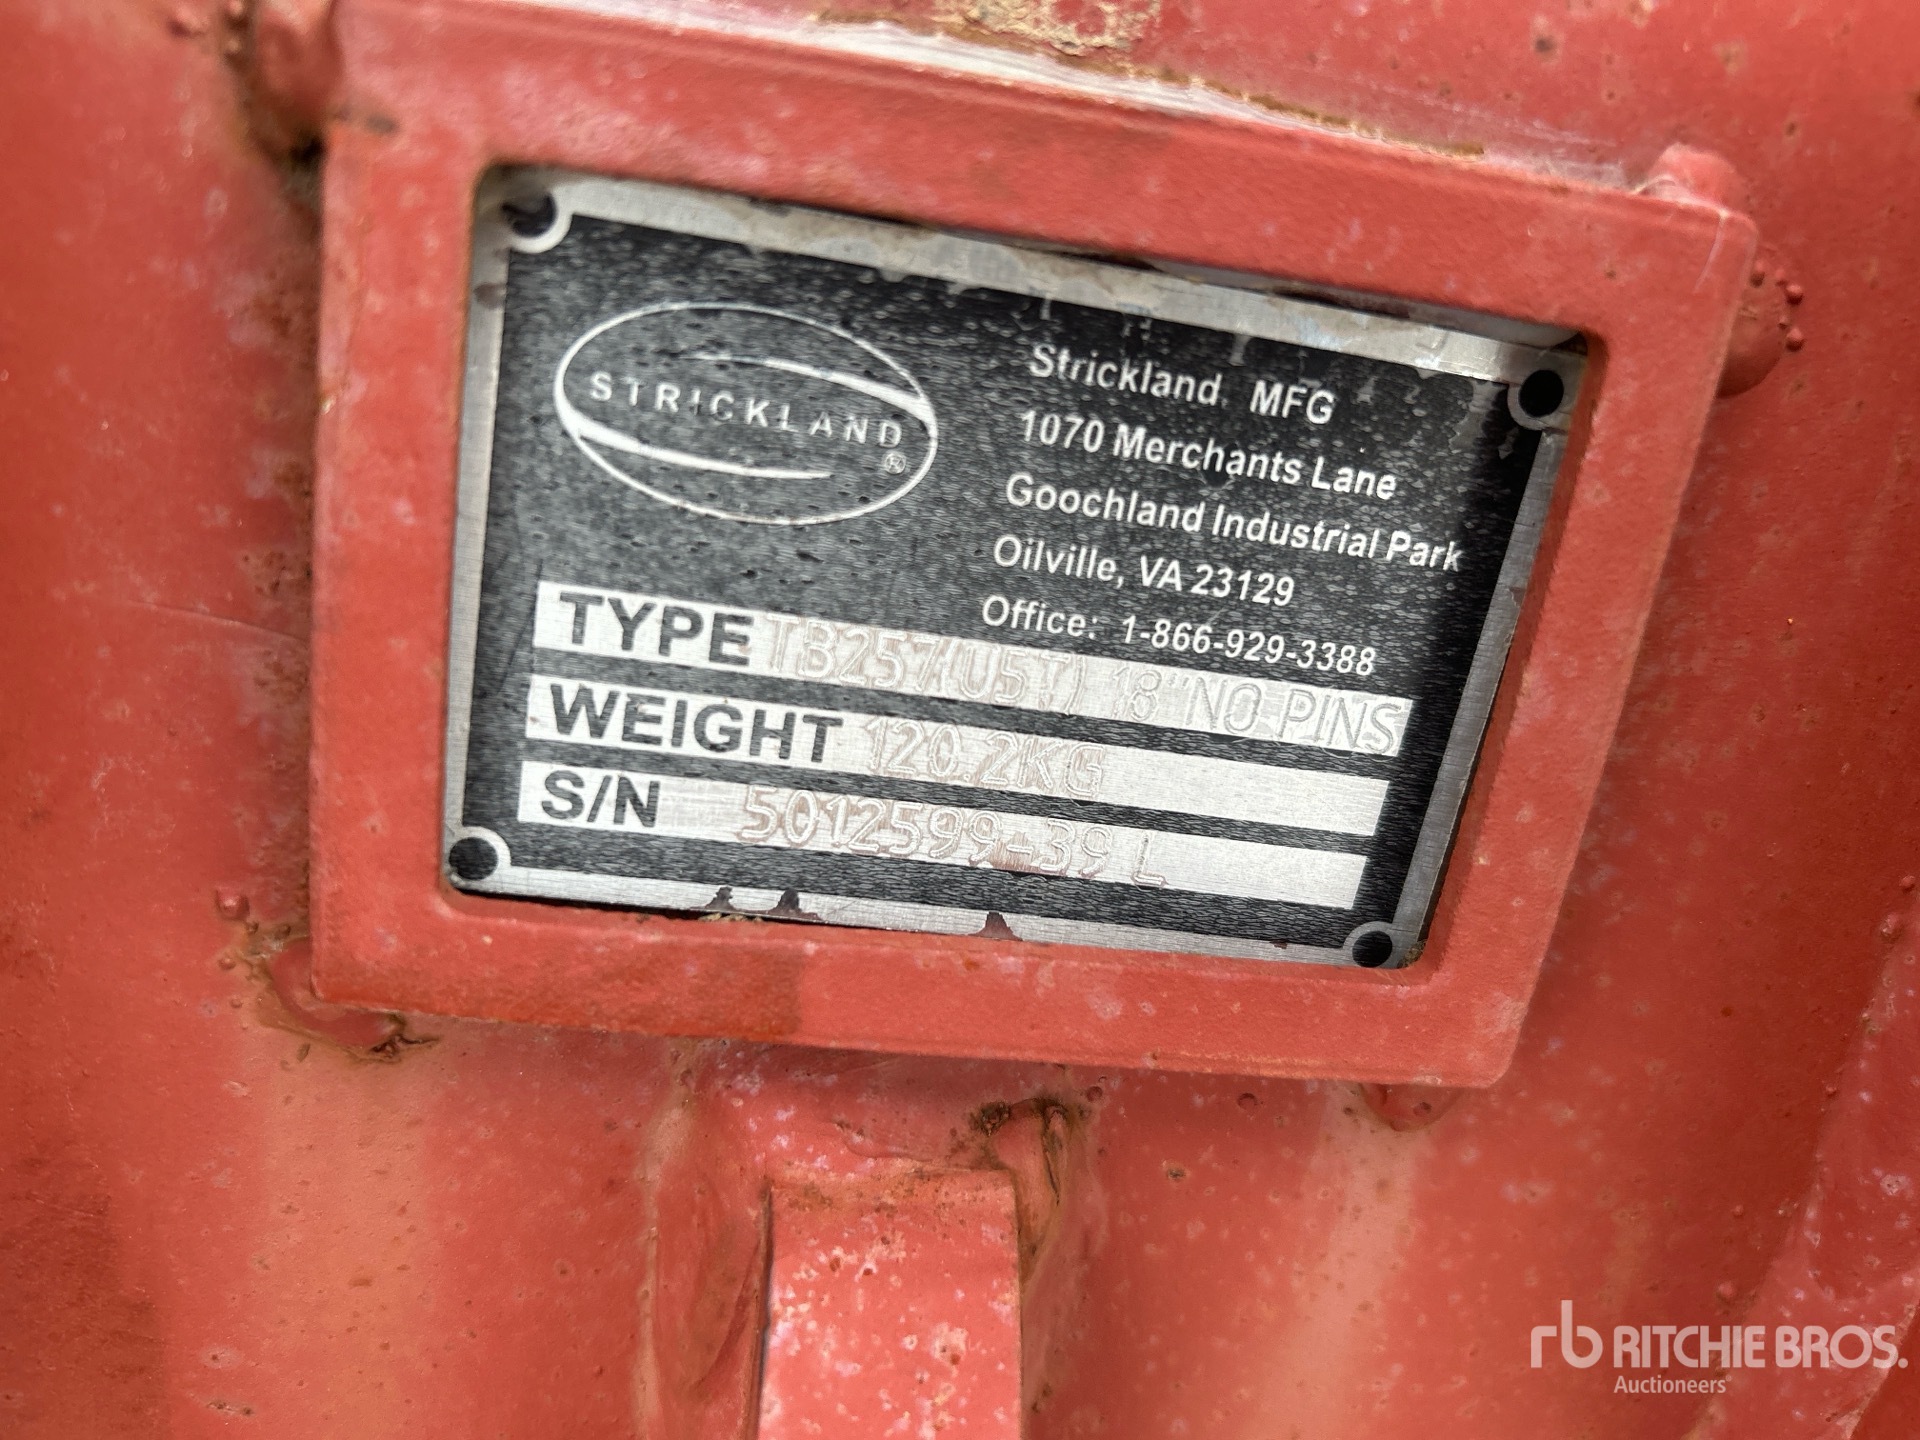 STRICKLAND
®
Strickland MFG
1070 Merchants Lane
Goochland Industrial Park
Oilville, VA 23129
Office: 1-866-929-3388
TYPE TB257(U5T) 18"NO PINS
WEIGHT 120.2KG
S/N 5012599-39 L
rb RITCHIE BROS.
Auctioneers